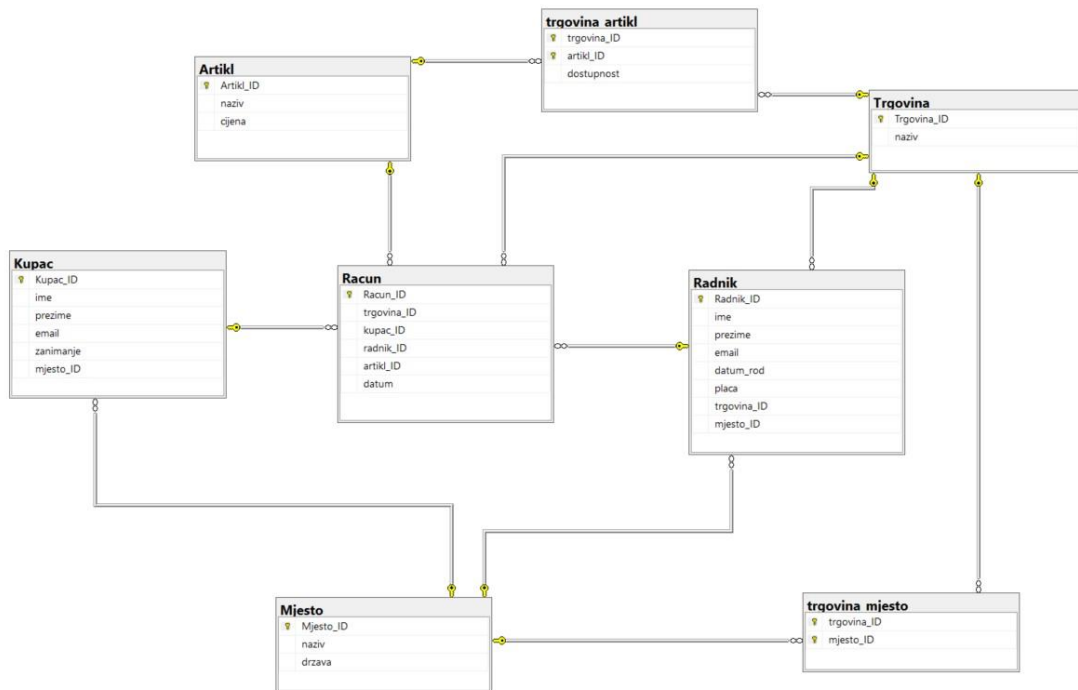 trgovina_artikl
trgovina_ID
artikl_ID
dostupnost
Artikl
Artikl_ID
naziv
cijena
Trgovina
Trgovina_ID
naziv
Kupac
Kupac_ID
ime
prezime
email
zanimanje
mjesto_ID
Racun
Racun_ID
trgovina_ID
kupac_ID
radnik_ID
artikl_ID
datum
Radnik
Radnik_ID
ime
prezime
email
datum_rod
placa
trgovina_ID
mjesto_ID
Mjesto
Mjesto_ID
naziv
drzava
trgovina_mjesto
trgovina_ID
mjesto_ID